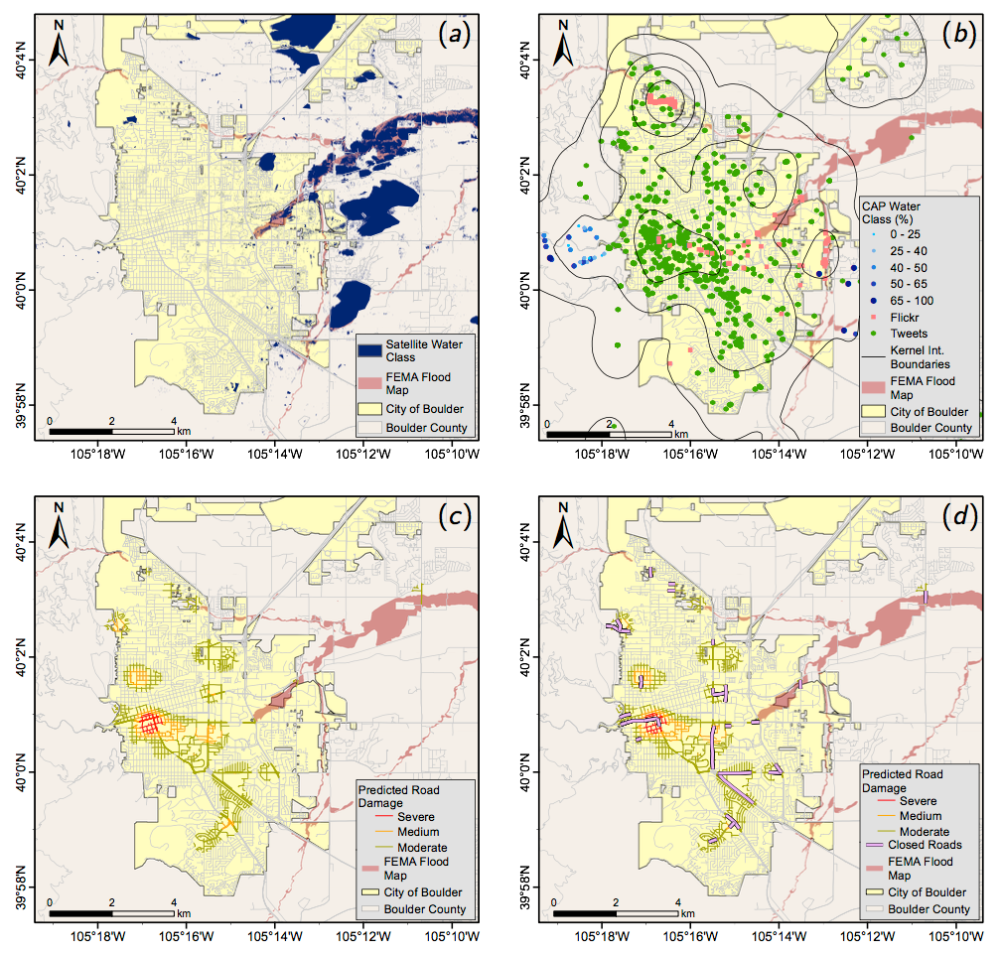 N
(a)
40°4'N
40°2'N
40°0'N
39°58'N
Satellite Water
Class
FEMA Flood
Map
City of Boulder
Boulder County
0 2 4
km
105°18'W 105°16'W 105°14'W 105°12'W 105°10'W
N
(b)
40°4'N
40°2'N
40°0'N
39°58'N
CAP Water
Class (%)
0 - 25
25 - 40
40 - 50
50 - 65
65 - 100
Flickr
Tweets
Kernel Int.
Boundaries
FEMA Flood
Map
City of Boulder
Boulder County
0 2 4
km
105°18'W 105°16'W 105°14'W 105°12'W 105°10'W
N
(c)
40°4'N
40°2'N
40°0'N
39°58'N
Predicted Road
Damage
Severe
Medium
Moderate
FEMA Flood
Map
City of Boulder
Boulder County
0 2 4
km
105°18'W 105°16'W 105°14'W 105°12'W 105°10'W
N
(d)
40°4'N
40°2'N
40°0'N
39°58'N
Predicted Road
Damage
Severe
Medium
Moderate
Closed Roads
FEMA Flood
Map
City of Boulder
Boulder County
0 2 4
km
105°18'W 105°16'W 105°14'W 105°12'W 105°10'W